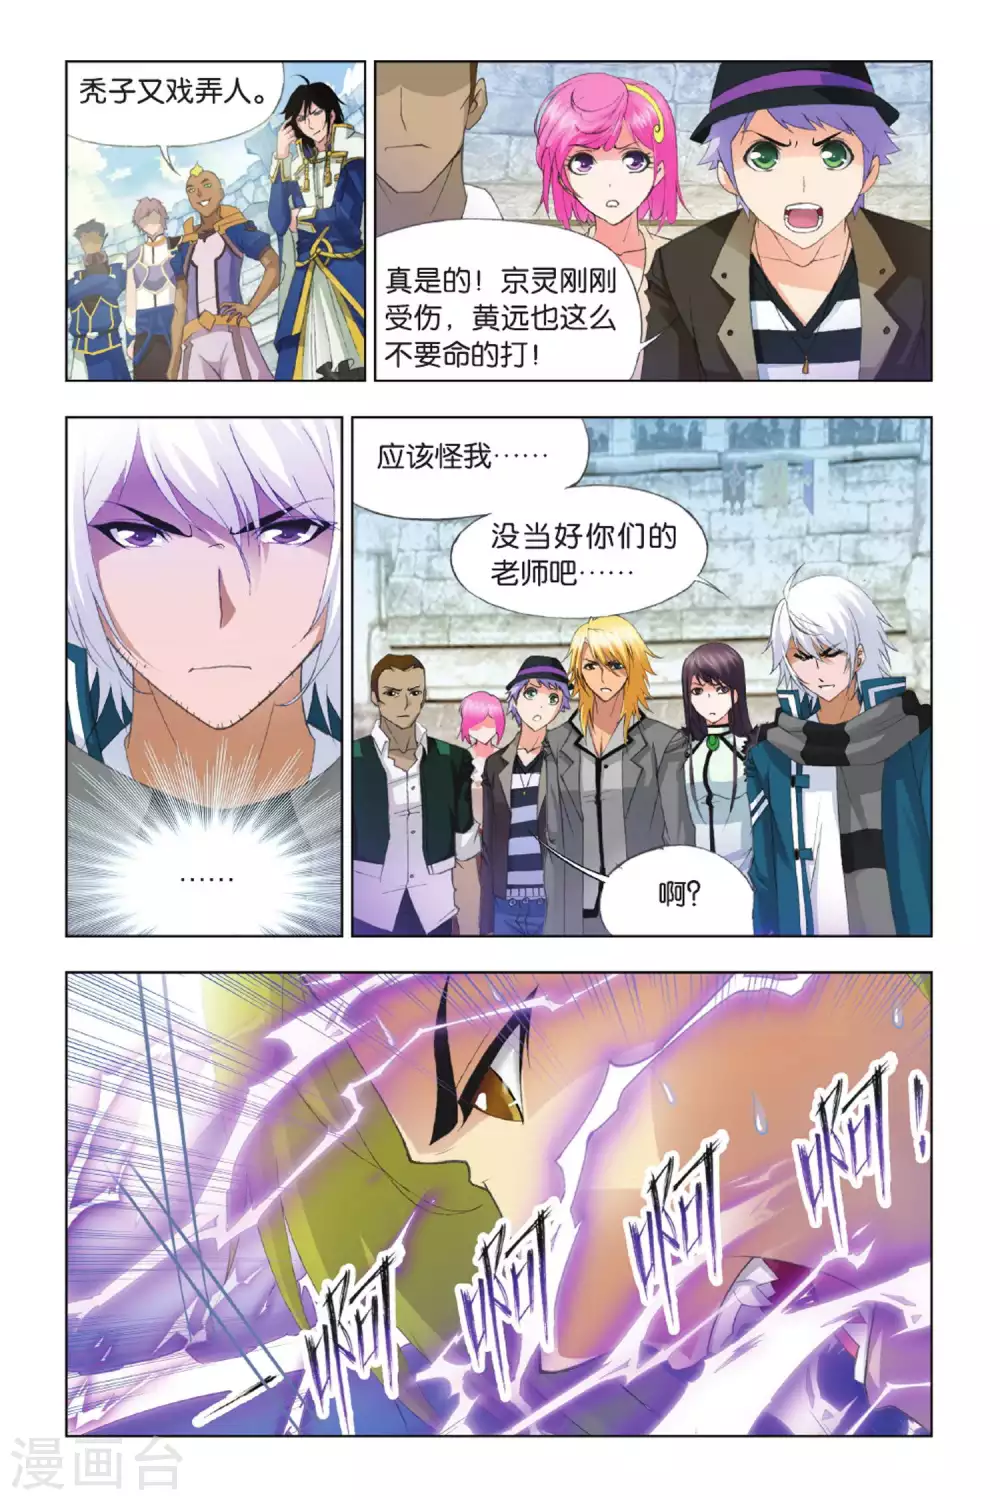 秃子又戏弄人。
真是的！京灵刚刚
受伤，黄远也这么
不要命的打！
……
应该怪我……
没当好你们的
老师吧……
啊？
啊啊啊啊啊！
漫画台